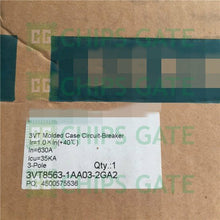 CHIPS GATE
3VT Molded Case Circuit-Breaker
In=630A
Icu=35KA
3-Pole Qty.:1
3VT8563-1AA03-2GA2
PO: 4500575636